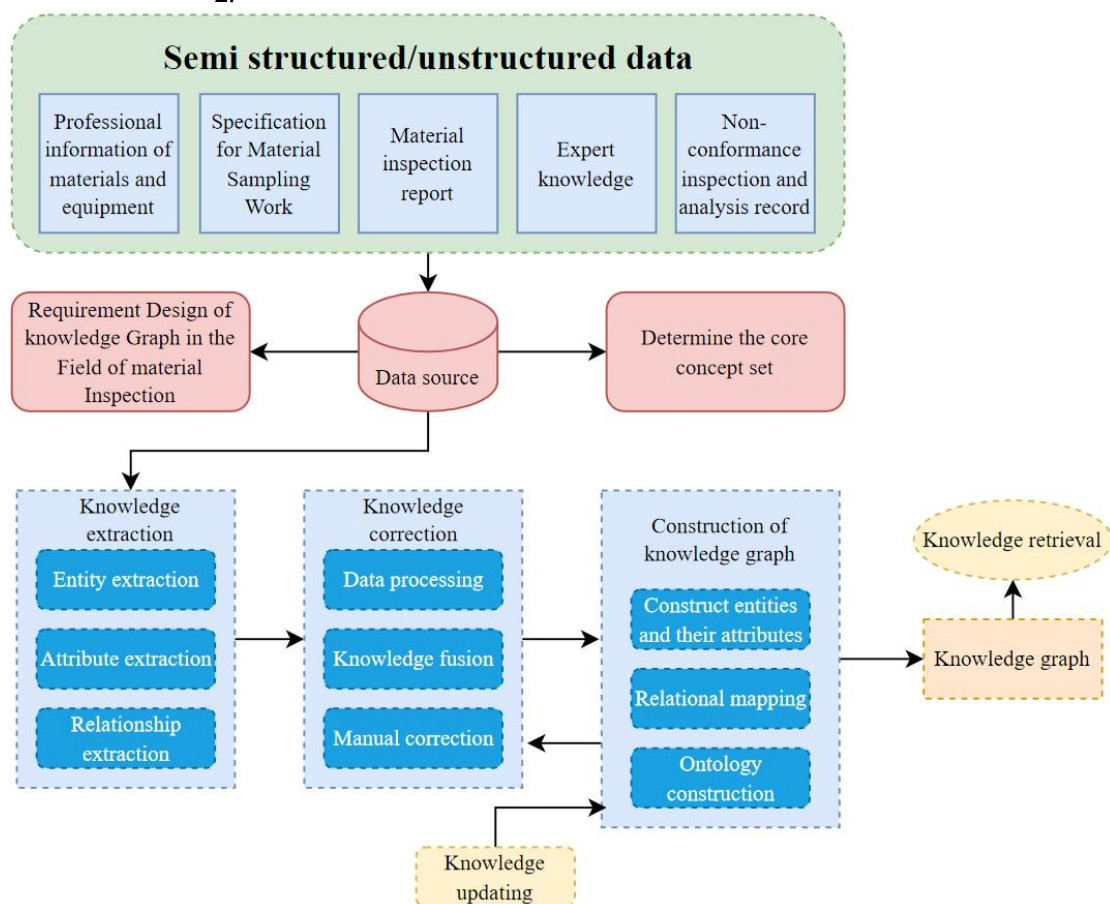 2.
Semi structured/unstructured data
Professional
information of
materials and
equipment
Specification
for Material
Sampling
Work
Material
inspection
report
Expert
knowledge
Non-
conformance
inspection and
analysis record
Requirement Design of
knowledge Graph in the
Field of material
Inspection
Data source
Determine the core
concept set
Knowledge
extraction
Entity extraction
Attribute extraction
Relationship
extraction
Knowledge
correction
Data processing
Knowledge fusion
Manual correction
Construction of
knowledge graph
Construct entities
and their attributes
Relational mapping
Ontology
construction
Knowledge retrieval
Knowledge graph
Knowledge
updating